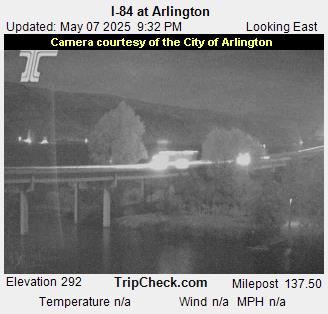 I-84 at Arlington
Updated: May 07 2025 9:32 PM Looking East
Camera courtesy of the City of Arlington
Elevation 292 TripCheck.com Milepost 137.50
Temperature n/a Wind n/a MPH n/a